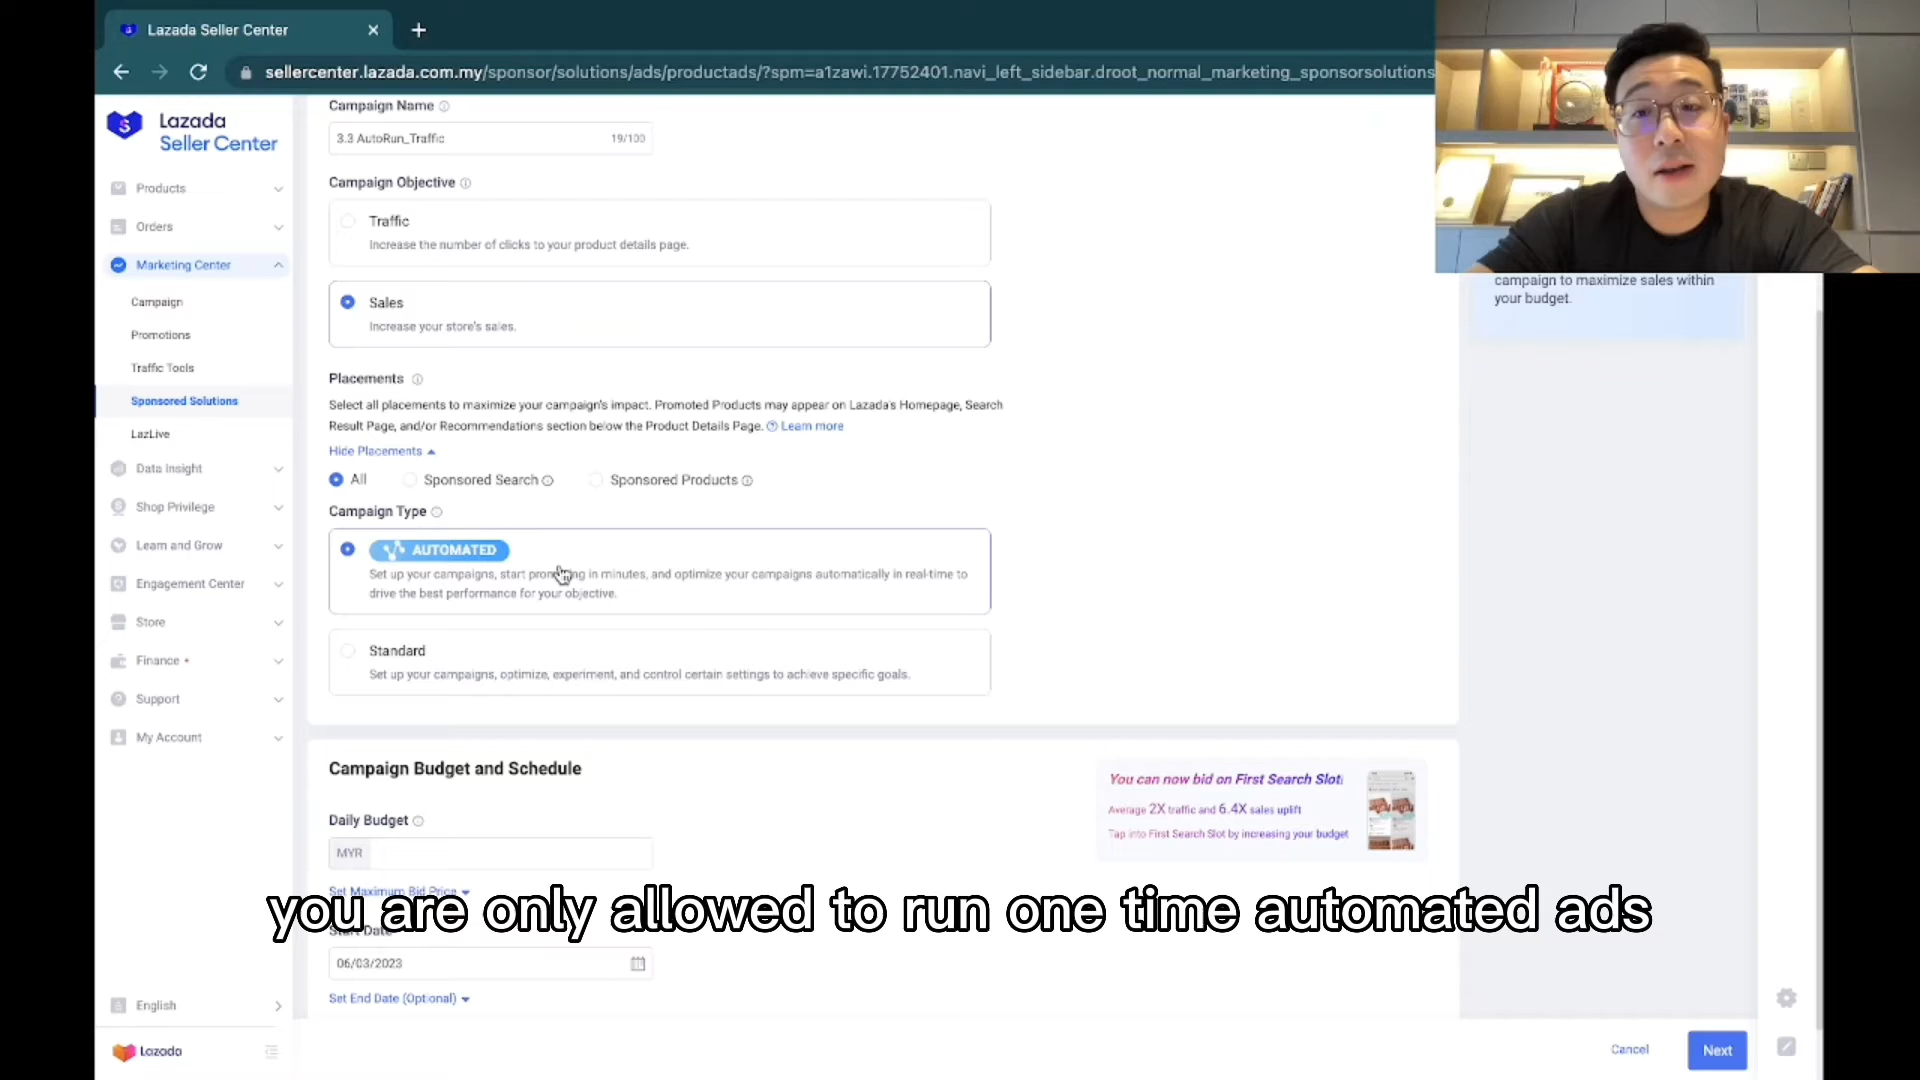 Lazada Seller Center
sellercenter.lazada.com.my/sponsor/solutions/ads/productads/?spm=a1zawi.17752401.navi_left_sidebar.droot_normal_marketing_sponsorsolutions
Lazada
Seller Center
Products
Orders
Marketing Center
Campaign
Promotions
Traffic Tools
Sponsored Solutions
LazLive
Data Insight
Shop Privilege
Learn and Grow
Engagement Center
Store
Finance
Support
My Account
English
Lazada
Campaign Name
3.3 AutoRun_Traffic 19/100
Campaign Objective
Traffic
Increase the number of clicks to your product details page.
Sales
Increase your store's sales.
Placements
Select all placements to maximize your campaign's impact. Promoted Products may appear on Lazada's Homepage, Search
Result Page, and/or Recommendations section below the Product Details Page. Learn more
Hide Placements
All Sponsored Search Sponsored Products
Campaign Type
AUTOMATED
Set up your campaigns, start promoting in minutes, and optimize your campaigns automatically in real-time to
drive the best performance for your objective.
Standard
Set up your campaigns, optimize, experiment, and control certain settings to achieve specific goals.
campaign to maximize sales within
your budget.
Campaign Budget and Schedule
Daily Budget
MYR
Set Maximum Bid Price
Start Date
06/03/2023
Set End Date (Optional)
You can now bid on First Search Slot!
Average 2X traffic and 6.4X sales uplift
Tap into First Search Slot by increasing your budget
you are only allowed to run one time automated ads
Cancel
Next